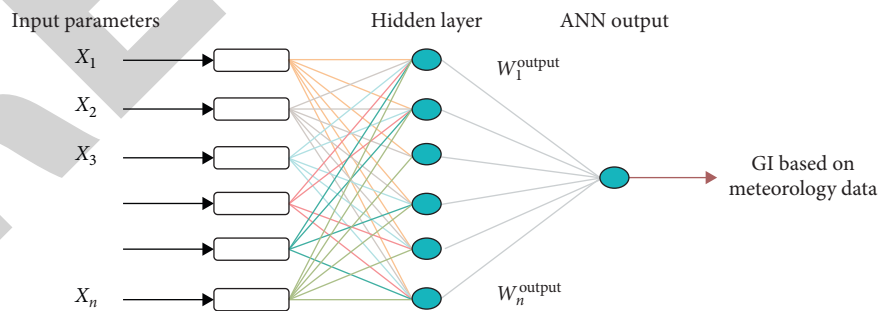 Input parameters Hidden layer ANN output
X1
X2
X3
Xn
W1output
Wnoutput
GI based on
meteorology data